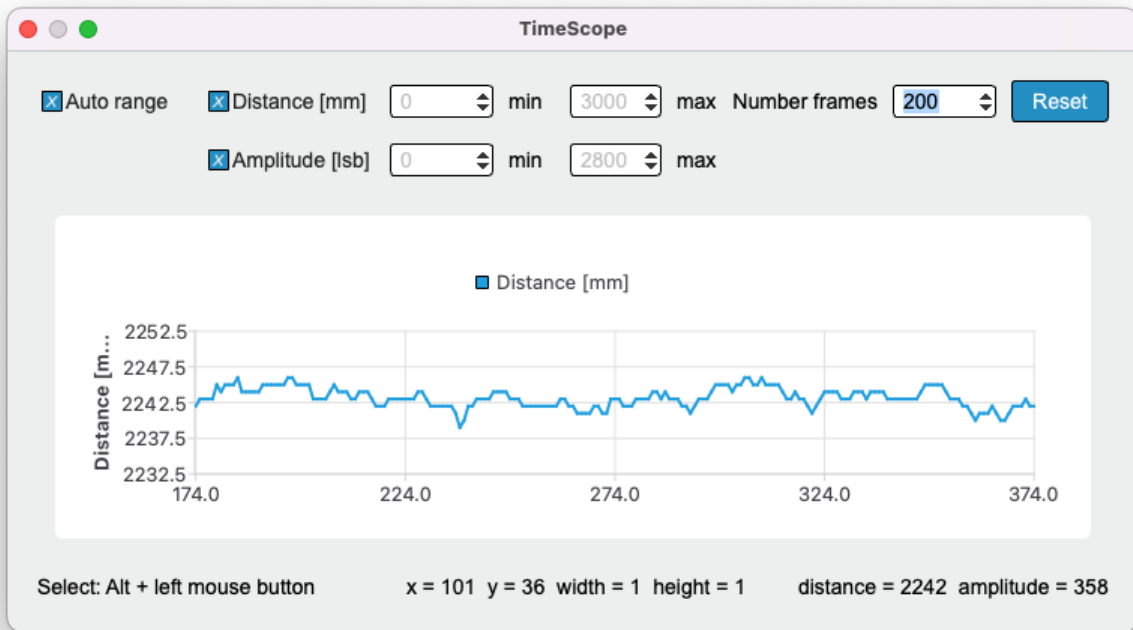 TimeScope
Auto range Distance [mm] 0 min 3000 max Number frames 200 Reset
Amplitude [lsb] 0 min 2800 max
Distance [mm]
Distance [m...
2252.5
2247.5
2242.5
2237.5
2232.5
174.0 224.0 274.0 324.0 374.0
Select: Alt + left mouse button x = 101 y = 36 width = 1 height = 1 distance = 2242 amplitude = 358